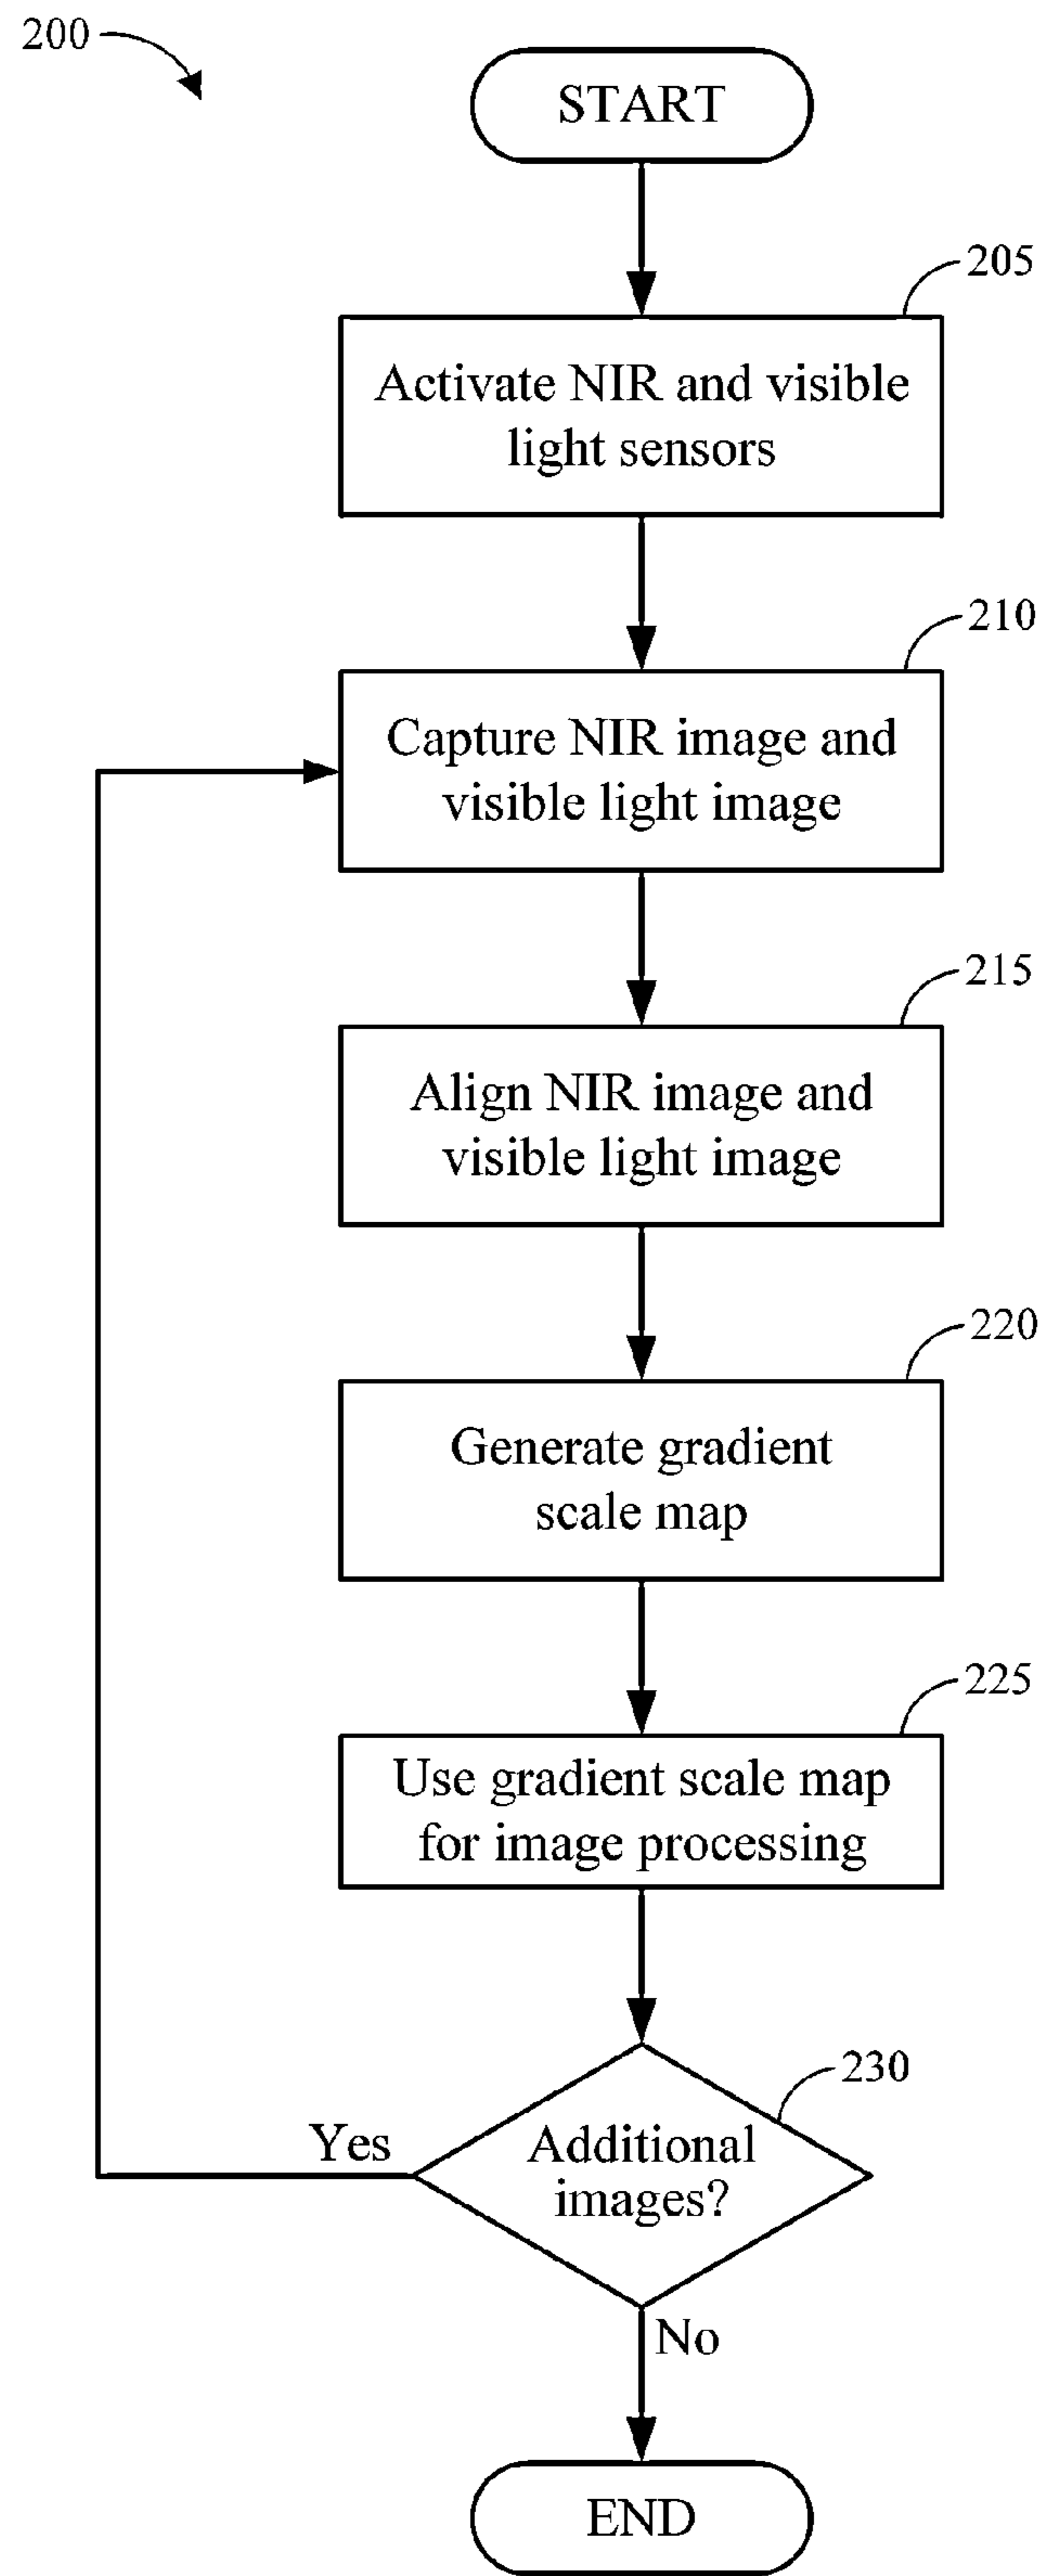 200
START
205
Activate NIR and visible
light sensors
210
Capture NIR image and
visible light image
215
Align NIR image and
visible light image
220
Generate gradient
scale map
225
Use gradient scale map
for image processing
230
Additional
images?
Yes
No
END